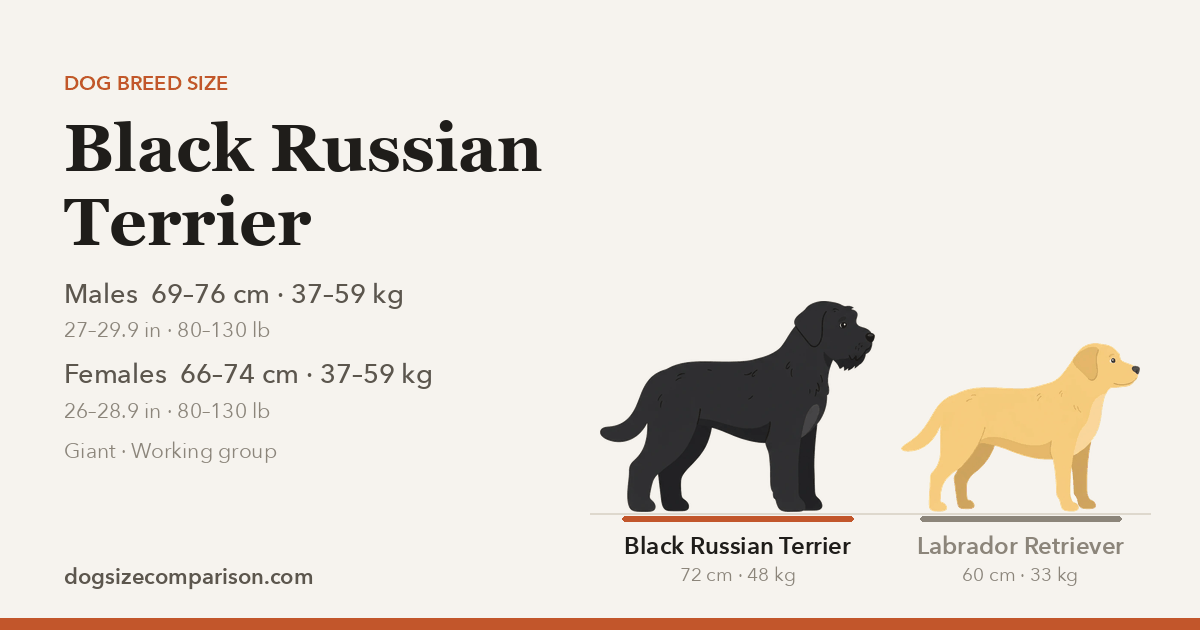 DOG BREED SIZE
Black Russian
Terrier
Males 69–76 cm · 37–59 kg
27–29.9 in · 80–130 lb
Females 66–74 cm · 37–59 kg
26–28.9 in · 80–130 lb
Giant · Working group
dogsizecomparison.com
Black Russian Terrier
72 cm · 48 kg
Labrador Retriever
60 cm · 33 kg